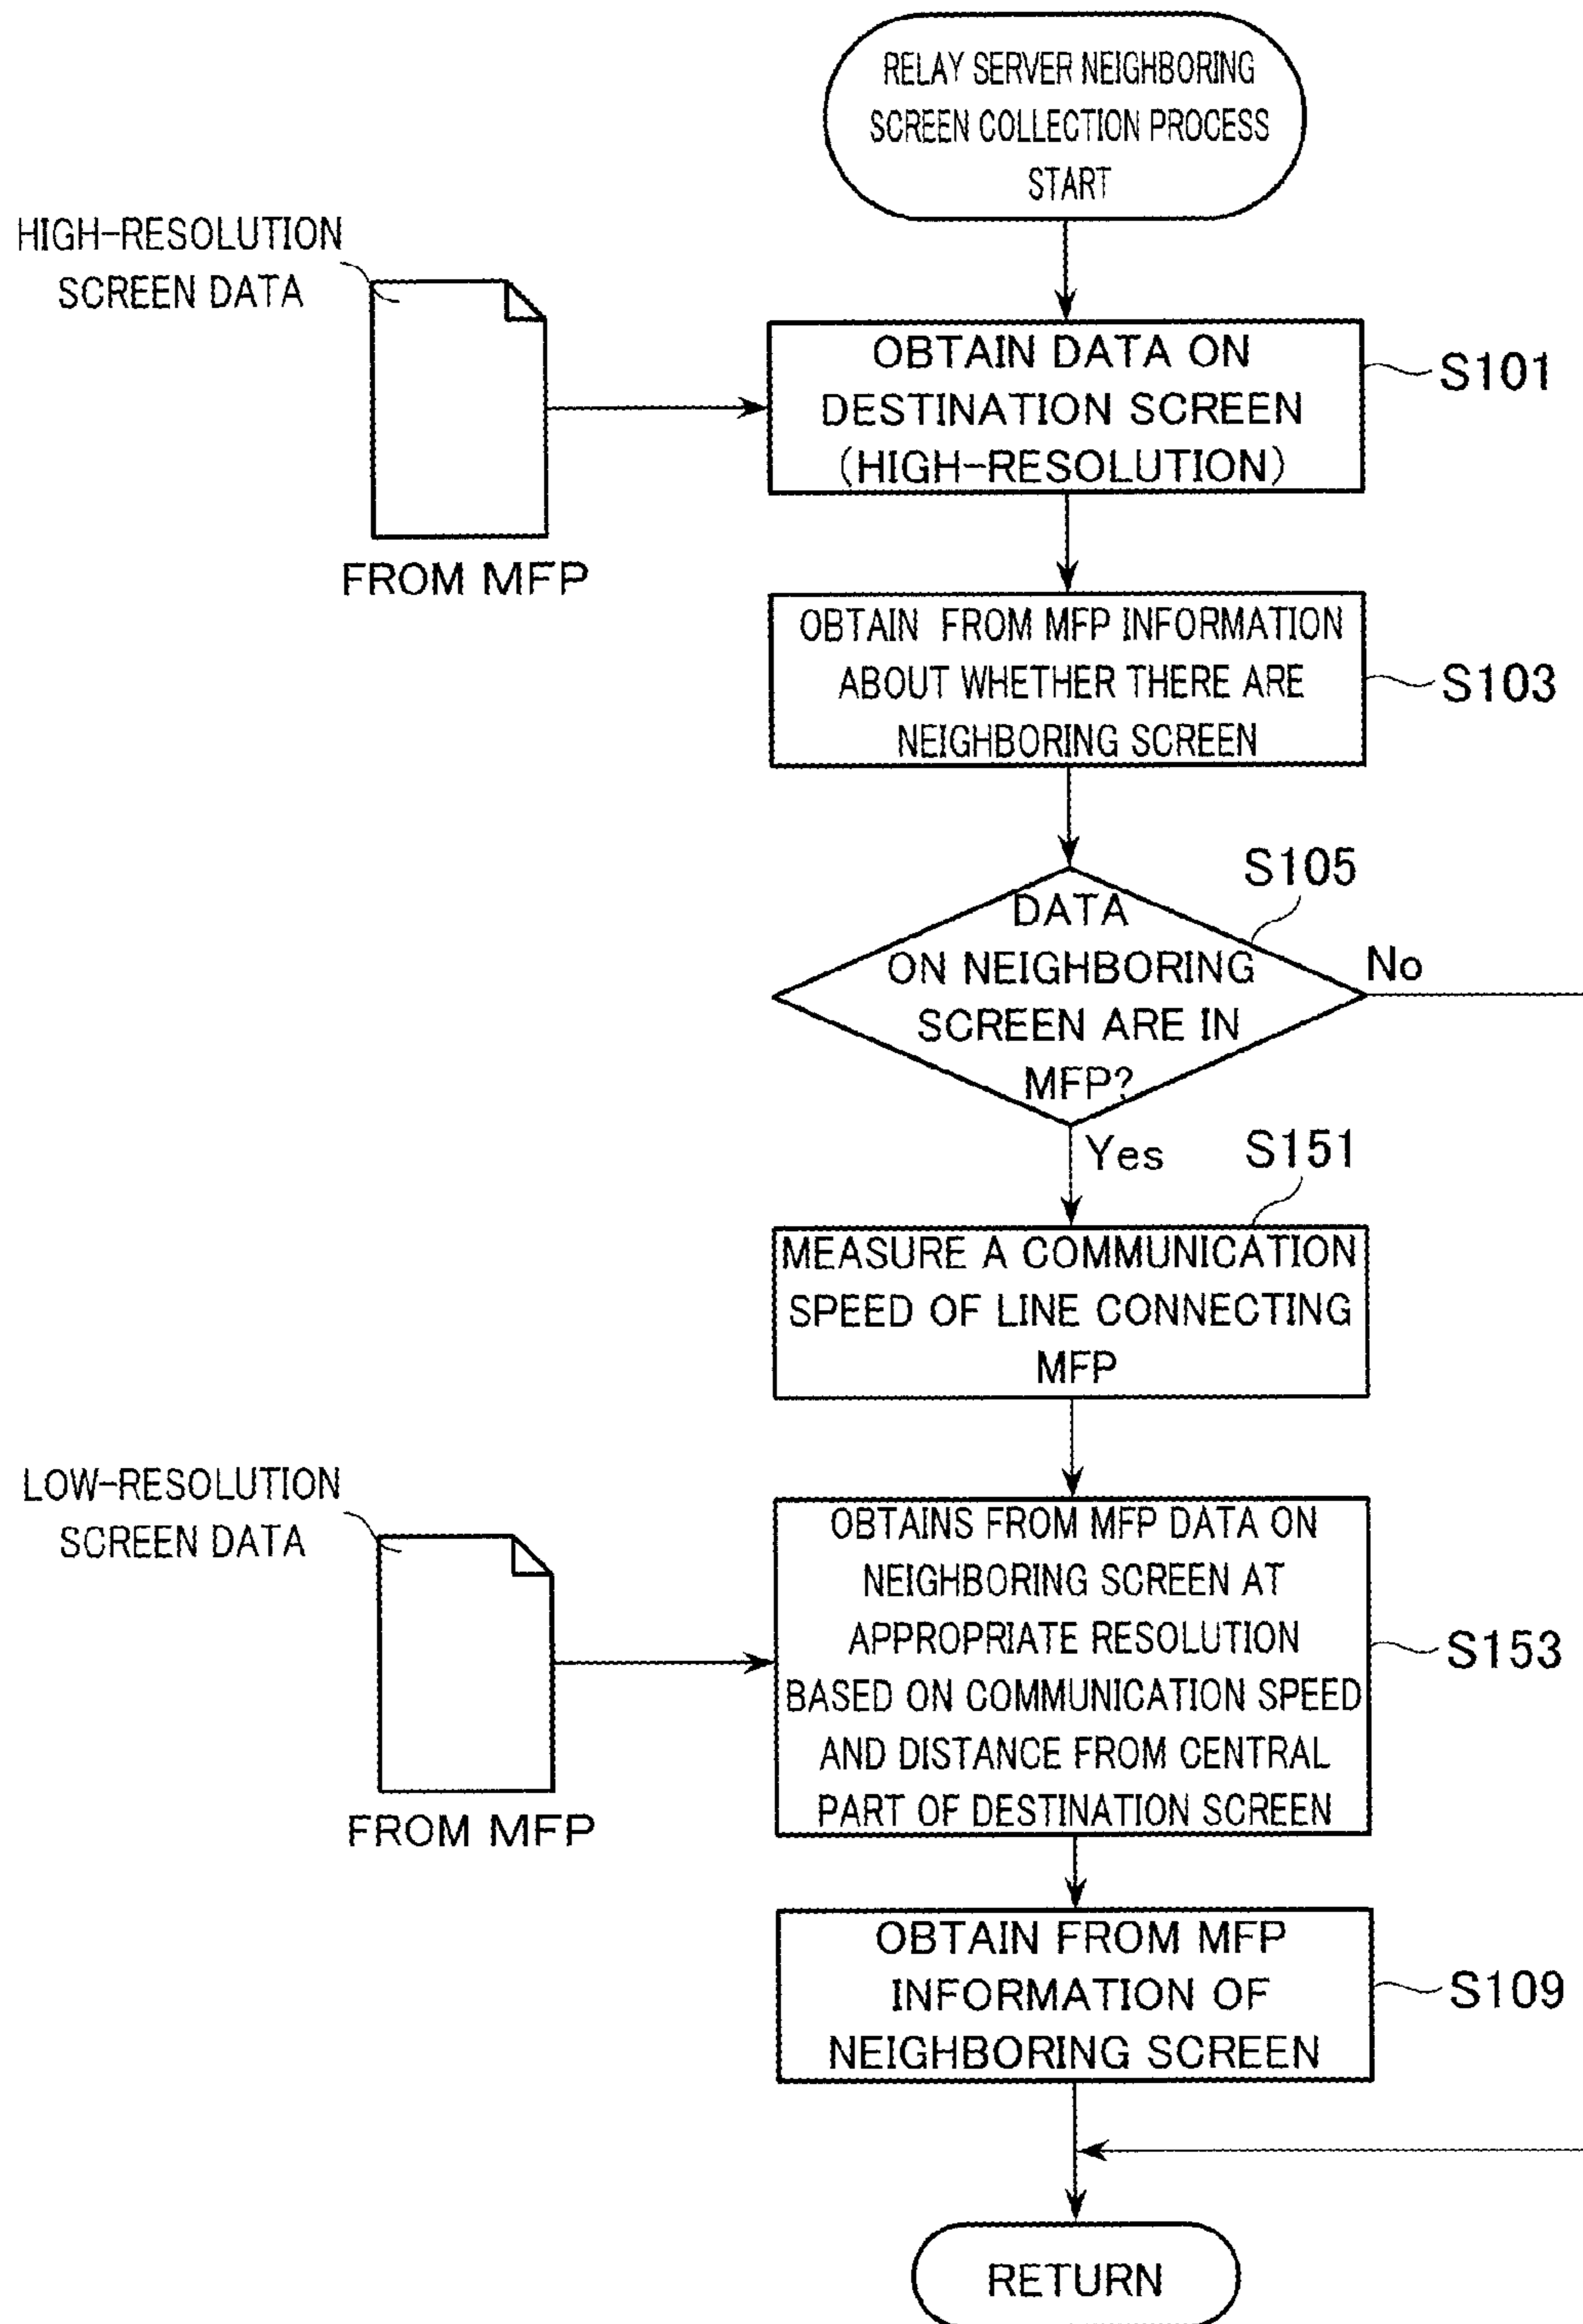 RELAY SERVER NEIGHBORING
SCREEN COLLECTION PROCESS
START
HIGH-RESOLUTION
SCREEN DATA
FROM MFP
OBTAIN DATA ON
DESTINATION SCREEN
(HIGH-RESOLUTION)
S101
OBTAIN FROM MFP INFORMATION
ABOUT WHETHER THERE ARE
NEIGHBORING SCREEN
S103
S105
DATA
ON NEIGHBORING
SCREEN ARE IN
MFP?
No
Yes
S151
MEASURE A COMMUNICATION
SPEED OF LINE CONNECTING
MFP
LOW-RESOLUTION
SCREEN DATA
FROM MFP
OBTAINS FROM MFP DATA ON
NEIGHBORING SCREEN AT
APPROPRIATE RESOLUTION
BASED ON COMMUNICATION SPEED
AND DISTANCE FROM CENTRAL
PART OF DESTINATION SCREEN
S153
OBTAIN FROM MFP
INFORMATION OF
NEIGHBORING SCREEN
S109
RETURN